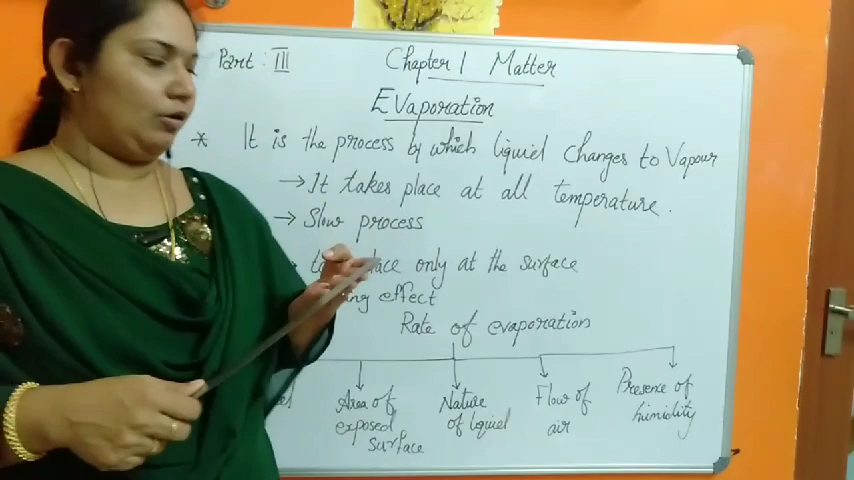 Part : III
Chapter 1 Matter
Evaporation
* It is the process by which liquid Changes to Vapour
→ It takes place at all temperature.
→ Slow process
place only at the surface
effect
Rate of evaporation
Area of exposed surface
Nature of liquid
Flow of air
Presence of humidity